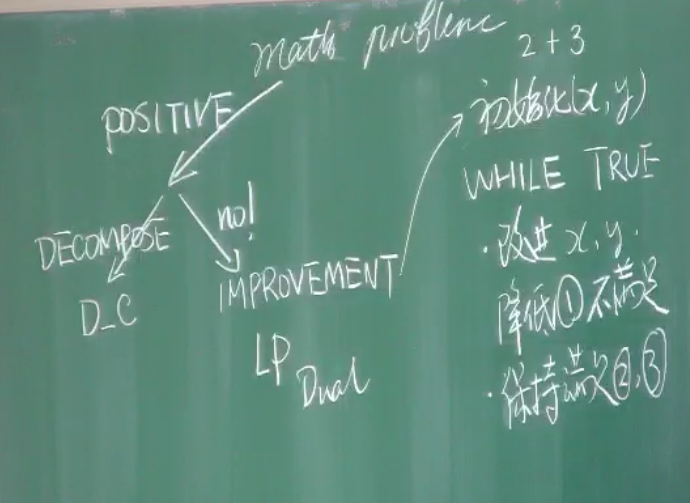 math problem
2 + 3
POSITIVE
初始化(x, y)
WHILE TRUE
no!
DECOMPOSE
· 改进 x, y.
IMPROVEMENT
D_C
降低①不满足
LP
Dual
· 保持满足②,③